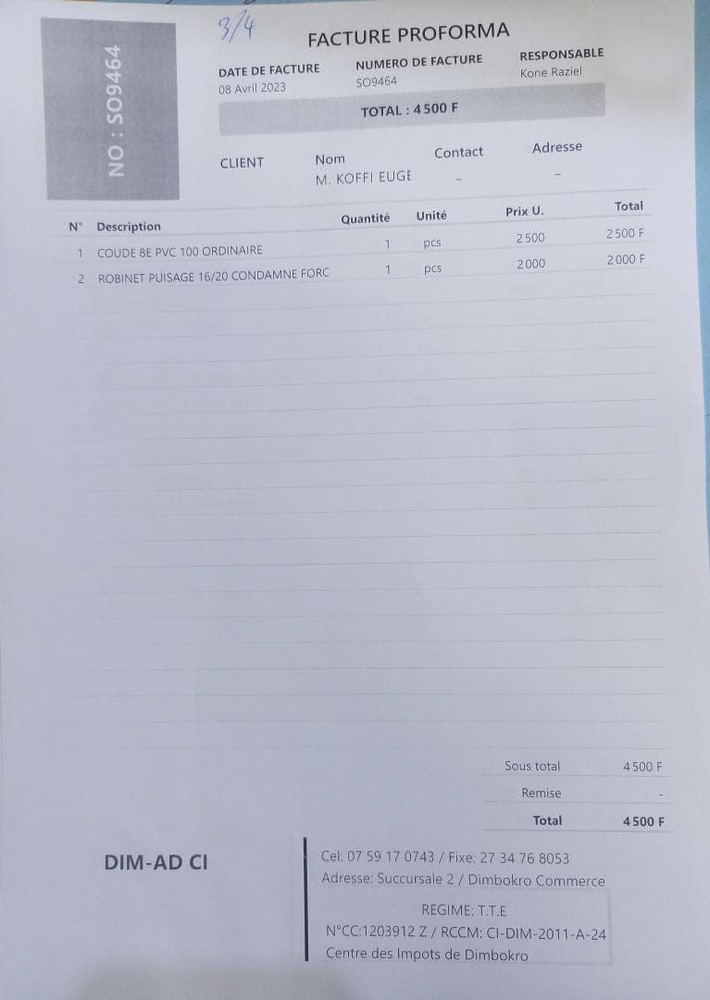 3/4
FACTURE PROFORMA
NO : SO9464
DATE DE FACTURE NUMERO DE FACTURE RESPONSABLE
08 Avril 2023 SO9464 Kone Raziel
TOTAL : 4 500 F
CLIENT Nom Contact Adresse
M. KOFFI EUGE – –
N° Description Quantité Unité Prix U. Total
1 COUDE 8E PVC 100 ORDINAIRE 1 pcs 2 500 2 500 F
2 ROBINET PUISAGE 16/20 CONDAMNE FORC 1 pcs 2 000 2 000 F
Sous total 4 500 F
Remise -
Total 4 500 F
DIM-AD CI
Cel: 07 59 17 0743 / Fixe: 27 34 76 8053
Adresse: Succursale 2 / Dimbokro Commerce
REGIME: T.T.E
N°CC:1203912 Z / RCCM: CI-DIM-2011-A-24
Centre des Impots de Dimbokro